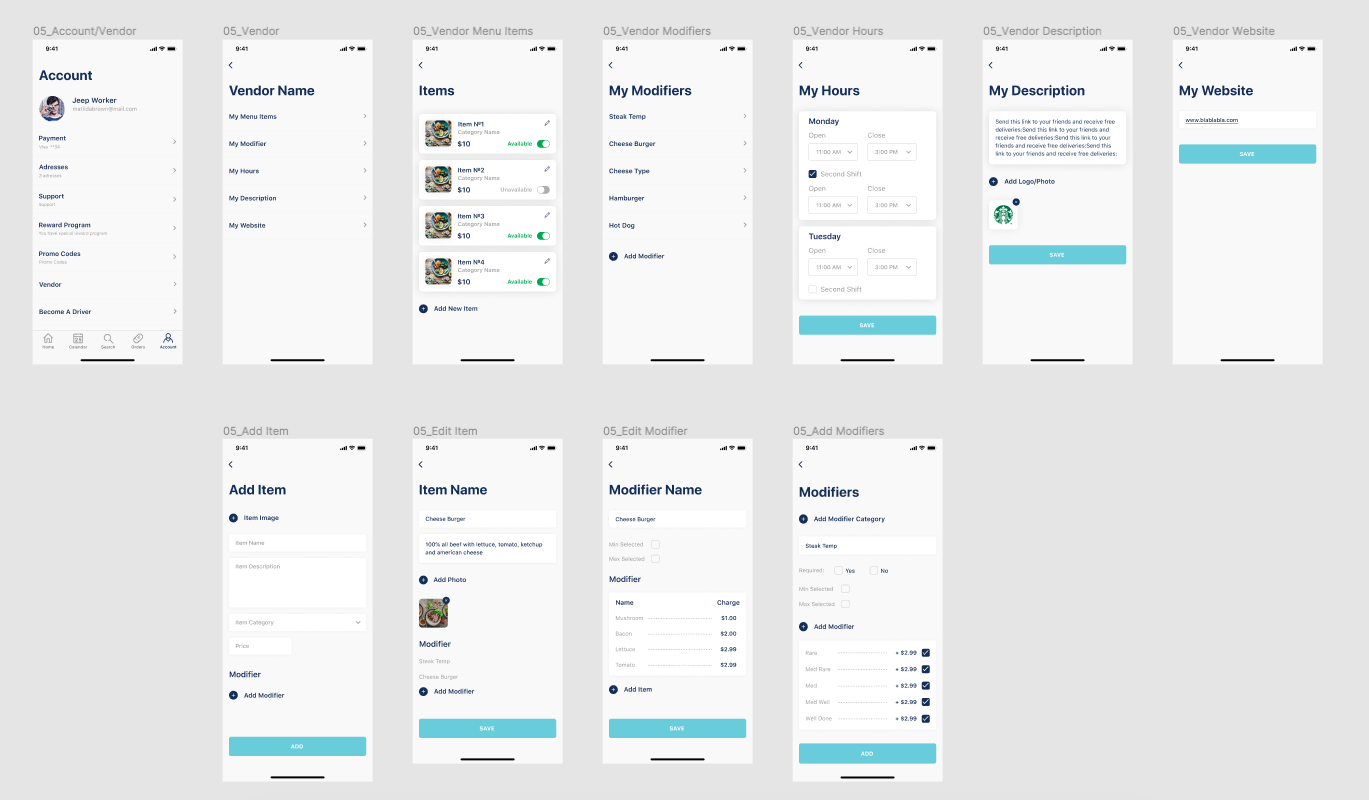 05_Account/Vendor
9:41
Account
Jeep Worker
matildabrown@mail.com
Payment
Visa **34
Adresses
3 adresses
Support
Support
Reward Program
You have special reward program
Promo Codes
Promo Codes
Vendor
Become A Driver
Home
Calendar
Search
Orders
Account
05_Vendor
9:41
Vendor Name
My Menu Items
My Modifier
My Hours
My Description
My Website
05_Vendor Menu Items
9:41
Items
Item №1
Category Name
$10
Available
Item №2
Category Name
$10
Unavailable
Item №3
Category Name
$10
Available
Item №4
Category Name
$10
Available
Add New Item
05_Vendor Modifiers
9:41
My Modifiers
Steak Temp
Cheese Burger
Cheese Type
Hamburger
Hot Dog
Add Modifier
05_Vendor Hours
9:41
My Hours
Monday
Open Close
11:00 AM 3:00 PM
Second Shift
Open Close
11:00 AM 3:00 PM
Tuesday
Open Close
11:00 AM 3:00 PM
Second Shift
SAVE
05_Vendor Description
9:41
My Description
Send this link to your friends and receive free
deliveries:Send this link to your friends and
receive free deliveries:Send this link to your
friends and receive free deliveries:Send this
link to your friends and receive free deliveries:
Add Logo/Photo
SAVE
05_Vendor Website
9:41
My Website
www.blablabla.com
SAVE
05_Add Item
9:41
Add Item
Item Image
Item Name
Item Description
Item Category
Price
Modifier
Add Modifier
ADD
05_Edit Item
9:41
Item Name
Cheese Burger
100% all beef with lettuce, tomato, ketchup
and american cheese
Add Photo
Modifier
Steak Temp
Cheese Burger
Add Modifier
SAVE
05_Edit Modifier
9:41
Modifier Name
Cheese Burger
Min Selected
Max Selected
Modifier
Name Charge
Mushroom $1.00
Bacon $2.00
Lettuce $2.99
Tomato $2.99
Add Item
SAVE
05_Add Modifiers
9:41
Modifiers
Add Modifier Category
Steak Temp
Required: Yes No
Min Selected
Max Selected
Add Modifier
Rare + $2.99
Med Rare + $2.99
Med + $2.99
Med Well + $2.99
Well Done + $2.99
ADD